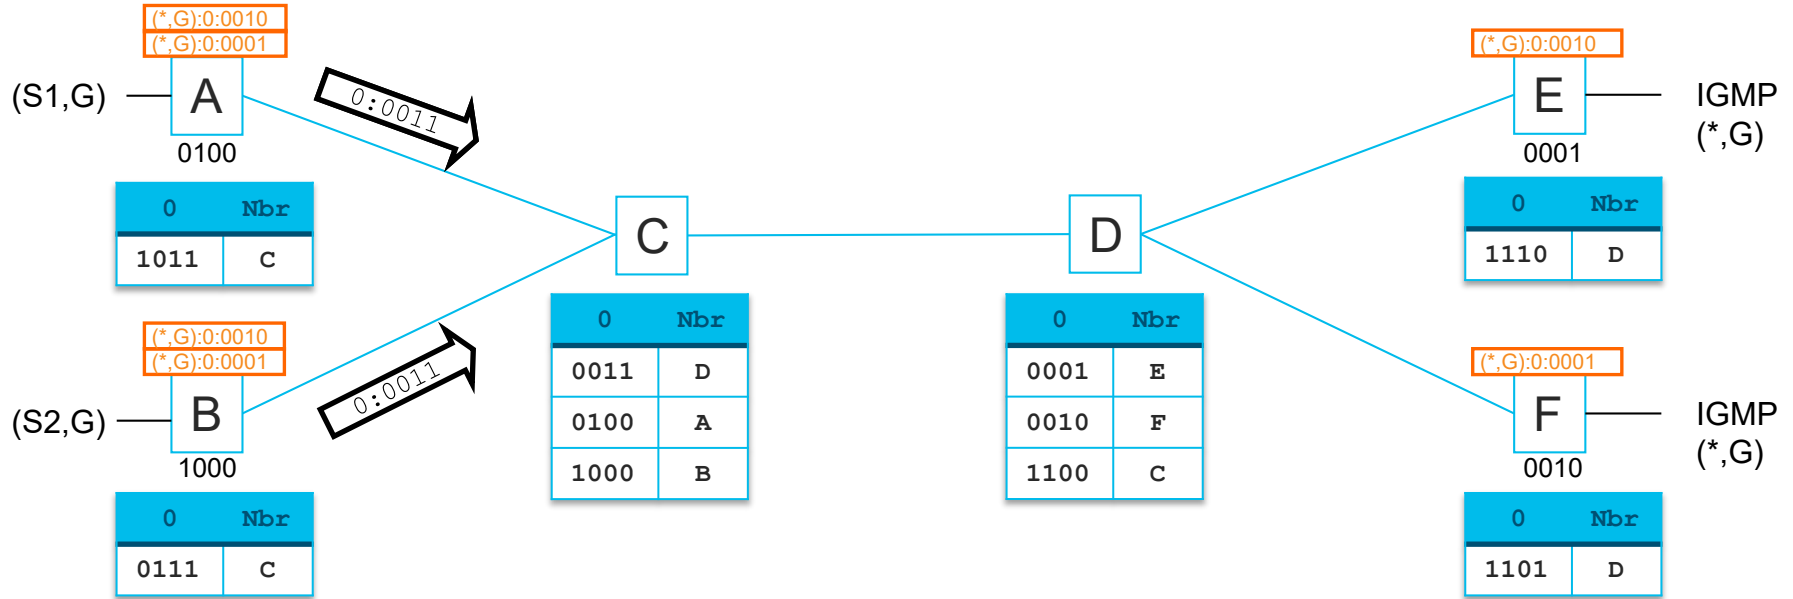 (*,G):0:0010
(*,G):0:0001
(S1,G)
A
0100
0 Nbr
1011 C
0:0011
(*,G):0:0010
(*,G):0:0001
(S2,G)
B
1000
0 Nbr
0111 C
0:0011
C
0 Nbr
0011 D
0100 A
1000 B
D
0 Nbr
0001 E
0010 F
1100 C
(*,G):0:0010
E
0001
IGMP
(*,G)
0 Nbr
1110 D
(*,G):0:0001
F
0010
IGMP
(*,G)
0 Nbr
1101 D